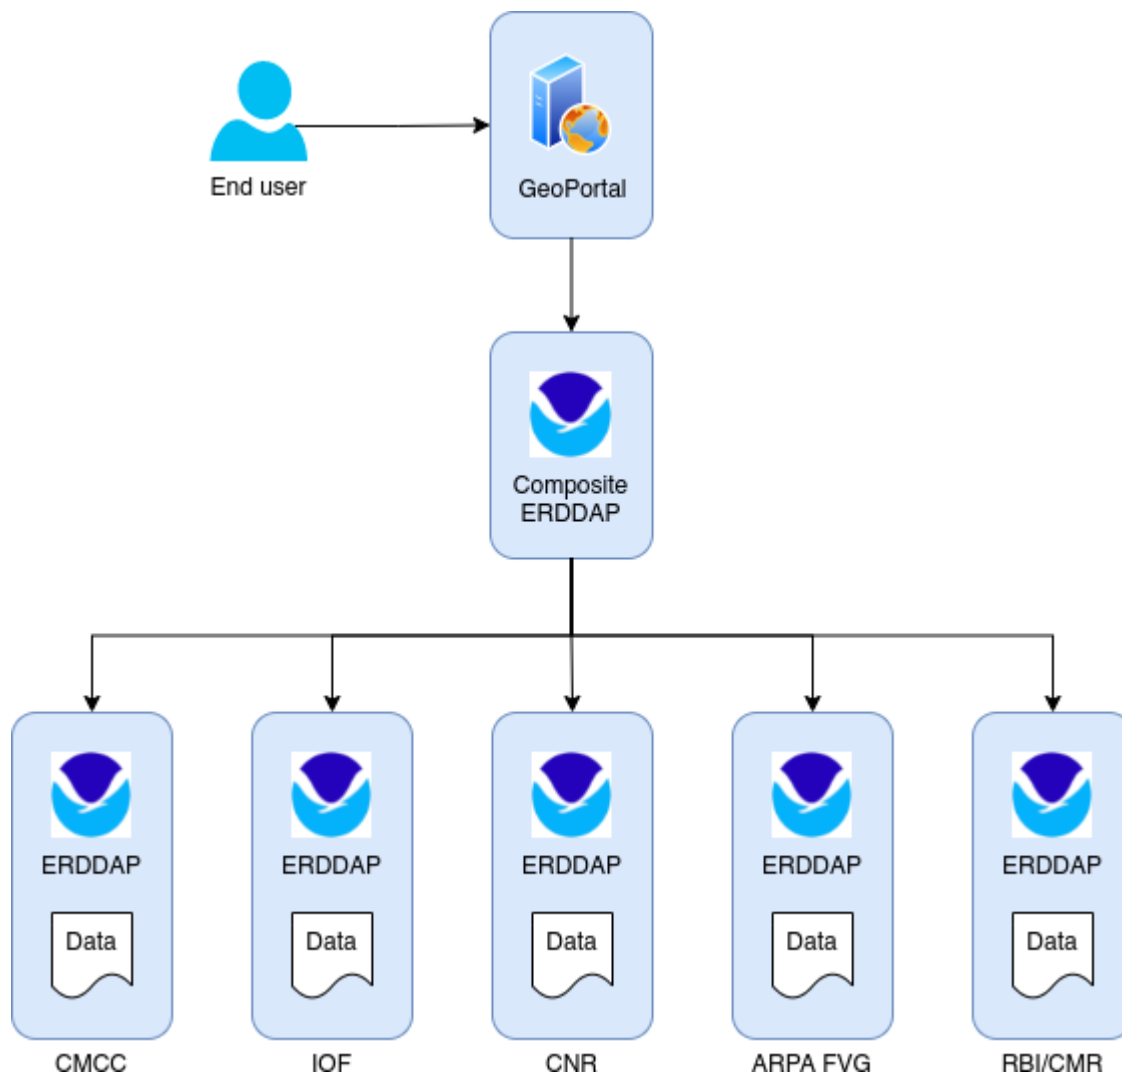 End user
GeoPortal
Composite
ERDDAP
ERDDAP
ERDDAP
ERDDAP
ERDDAP
ERDDAP
Data
Data
Data
Data
Data
CMCC
IOF
CNR
ARPA FVG
RBI/CMR